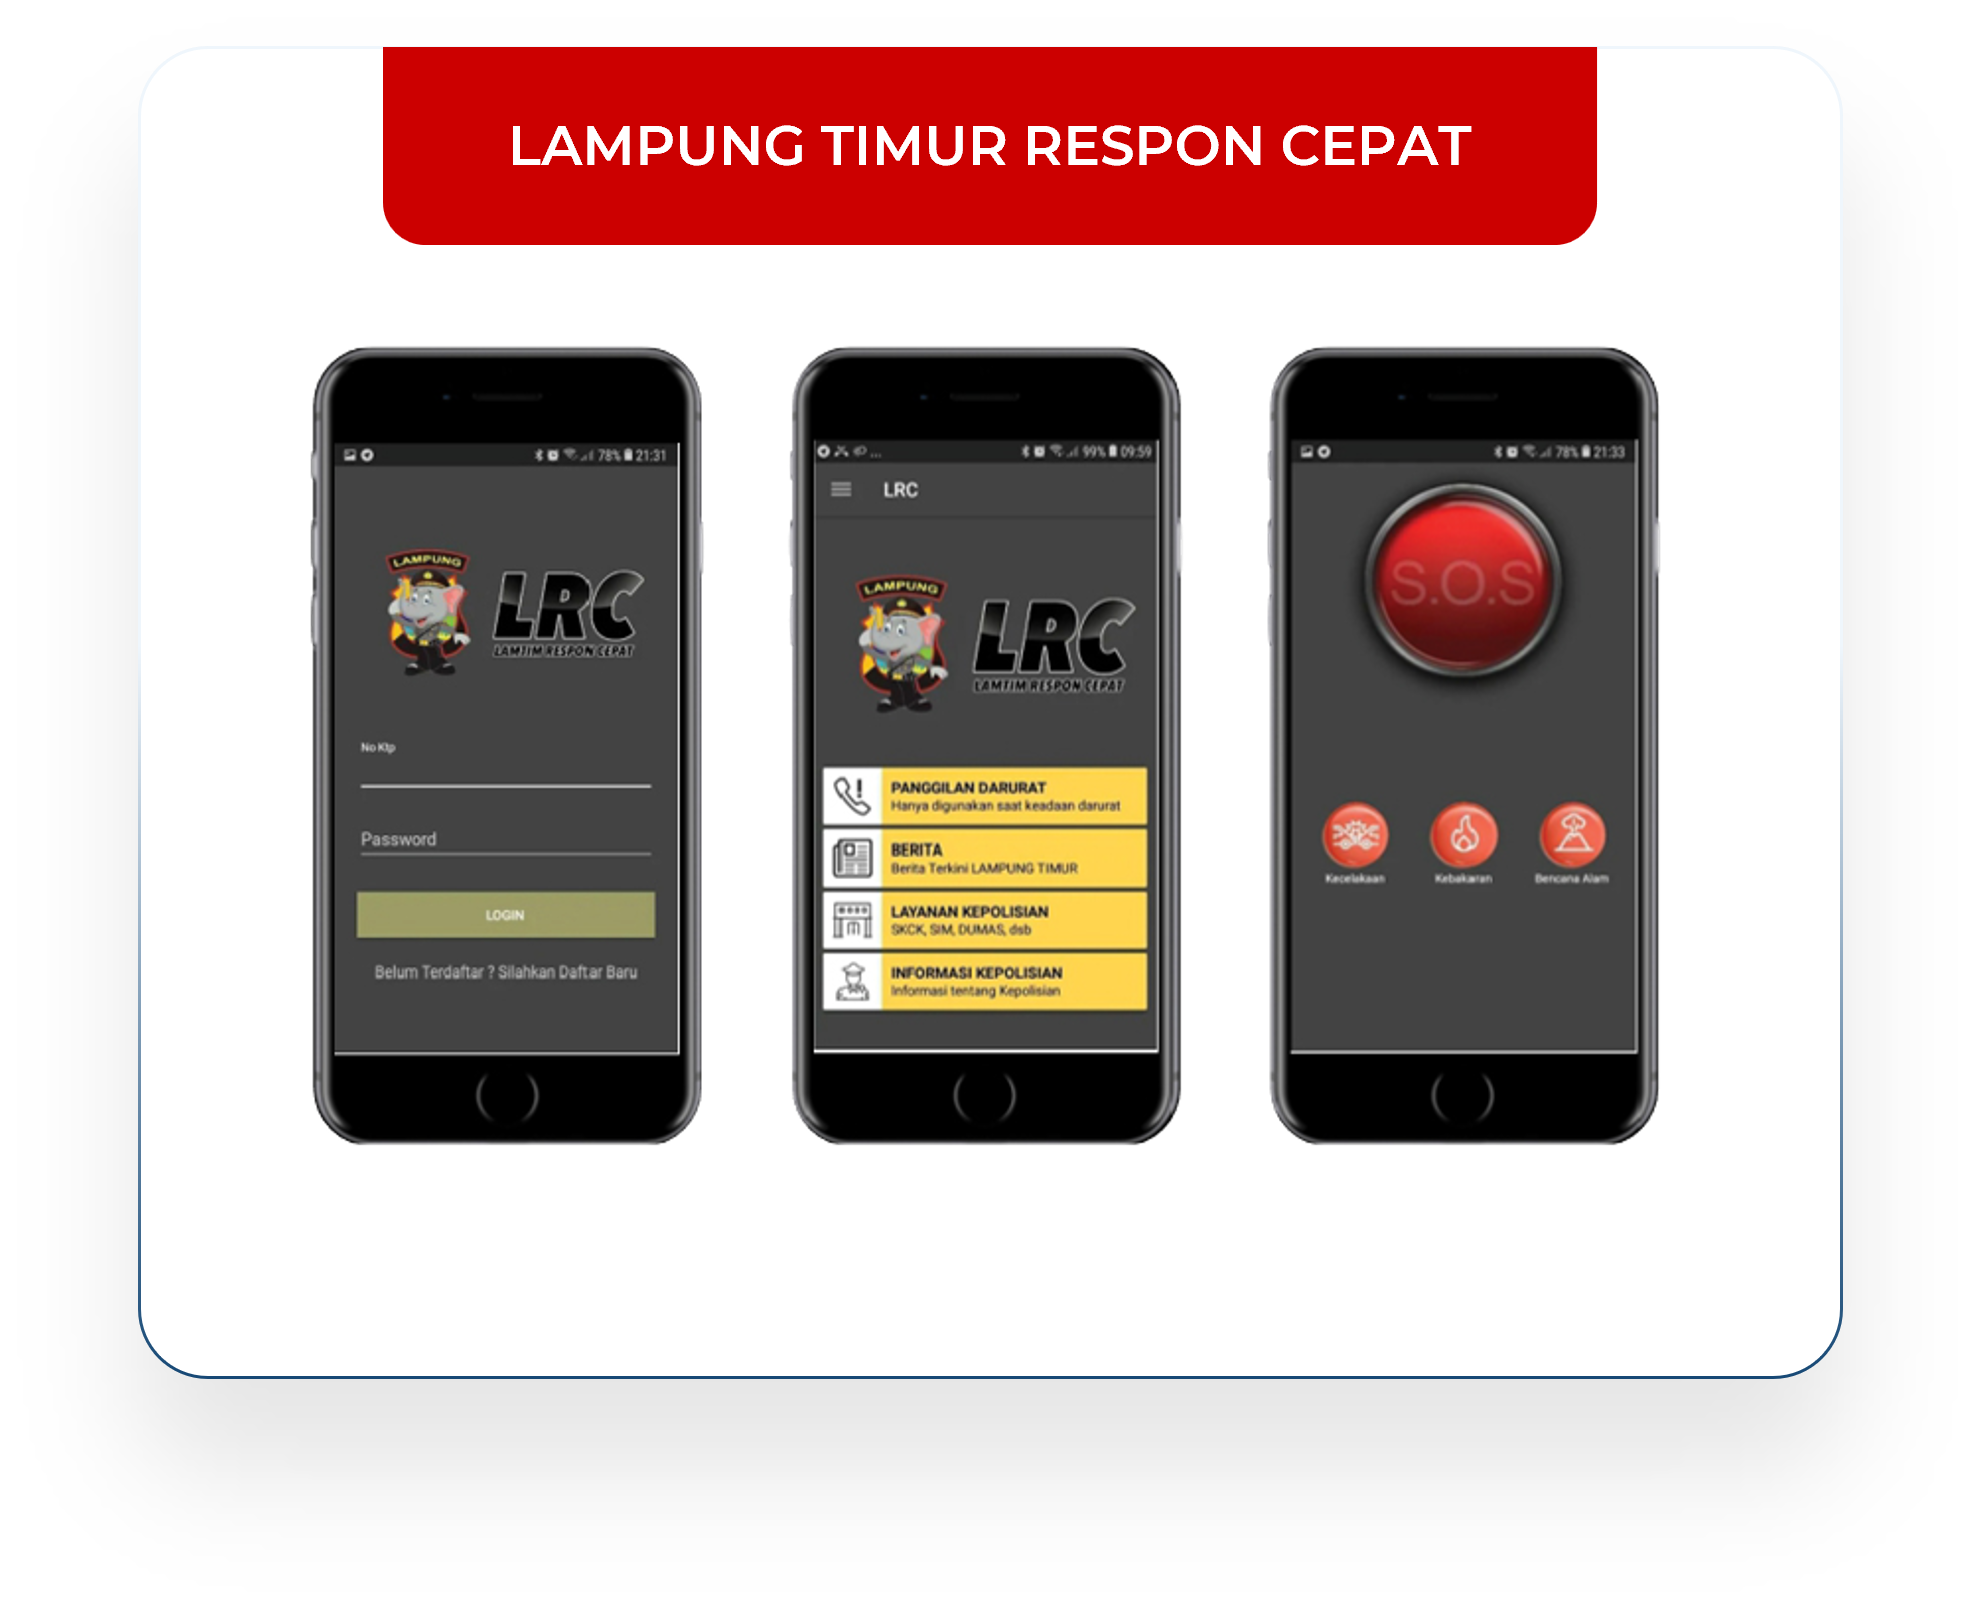 LAMPUNG TIMUR RESPON CEPAT
78% 21:31
LAMPUNG
LRC
LAMTIM RESPON CEPAT
No Ktp
Password
LOGIN
Belum Terdaftar ? Silahkan Daftar Baru
... 99% 09:59
LRC
LAMPUNG
LRC
LAMTIM RESPON CEPAT
PANGGILAN DARURAT
Hanya digunakan saat keadaan darurat
BERITA
Berita Terkini LAMPUNG TIMUR
LAYANAN KEPOLISIAN
SKCK, SIM, DUMAS, dsb
INFORMASI KEPOLISIAN
Informasi tentang Kepolisian
78% 21:33
S.O.S
Kecelakaan Kebakaran Bencana Alam